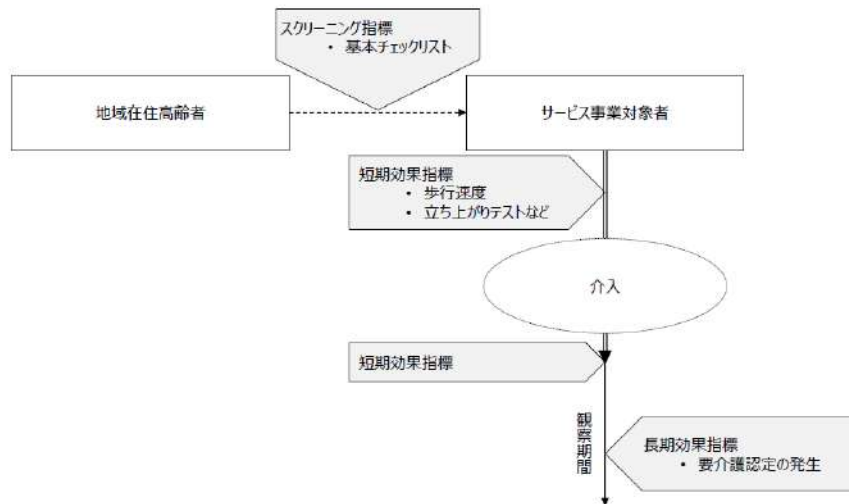 スクリーニング指標
・ 基本チェックリスト
地域在住高齢者
サービス事業対象者
短期効果指標
・ 歩行速度
・ 立ち上がりテストなど
介入
短期効果指標
観察期間
長期効果指標
・ 要介護認定の発生